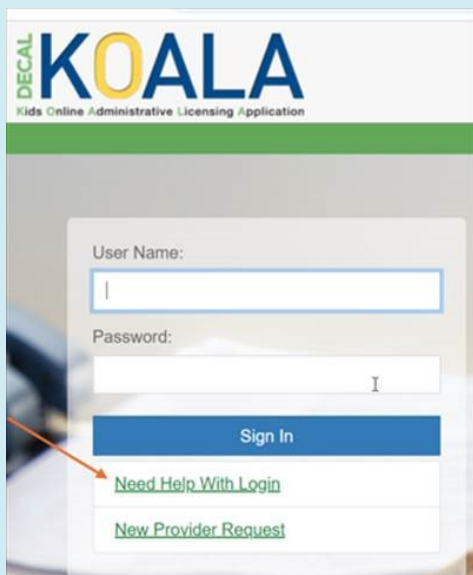 DECAL
KOALA
Kids Online Administrative Licensing Application
User Name:
Password:
Sign In
Need Help With Login
New Provider Request